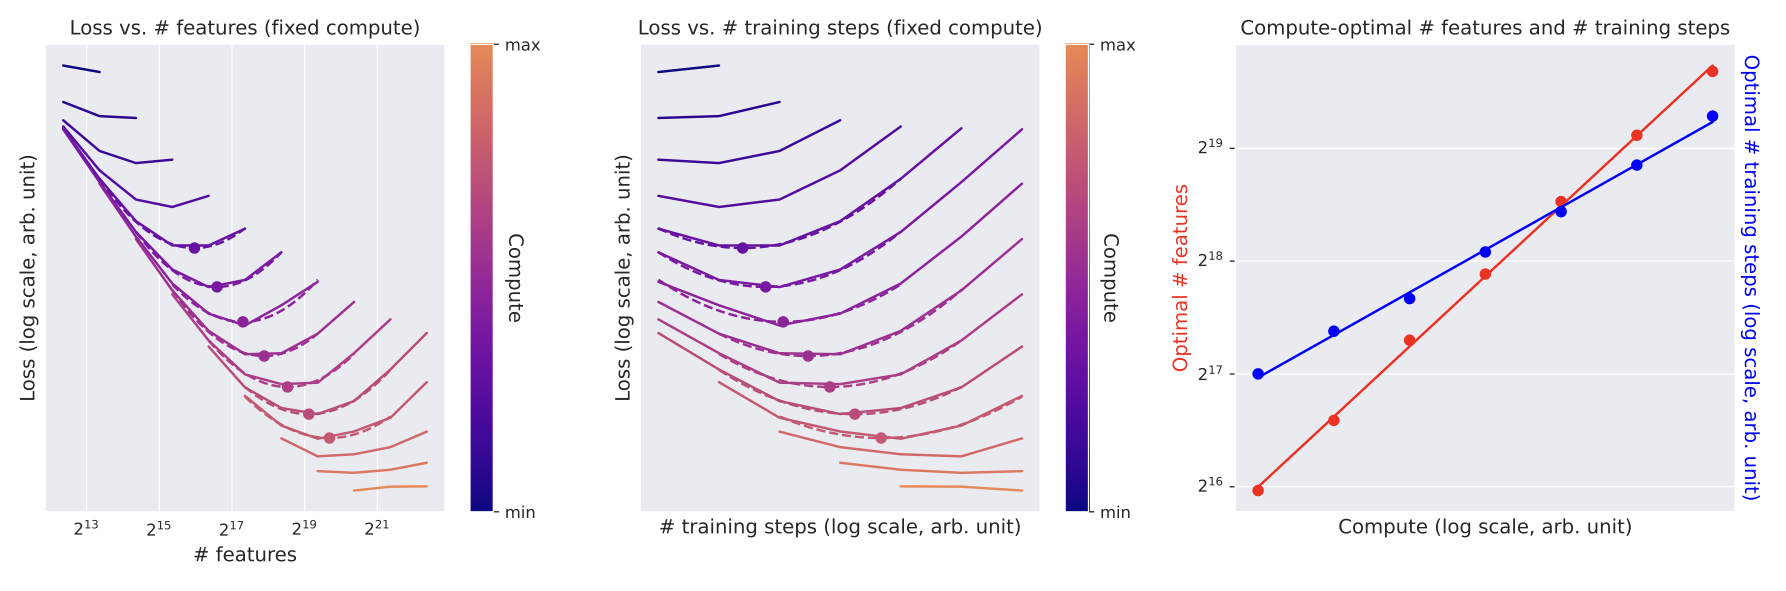 Loss vs. # features (fixed compute)
Loss (log scale, arb. unit)
2^13 2^15 2^17 2^19 2^21
# features
max
min
Compute
Loss vs. # training steps (fixed compute)
Loss (log scale, arb. unit)
# training steps (log scale, arb. unit)
max
min
Compute
Compute-optimal # features and # training steps
Optimal # features
2^19
2^18
2^17
2^16
Compute (log scale, arb. unit)
Optimal # training steps (log scale, arb. unit)